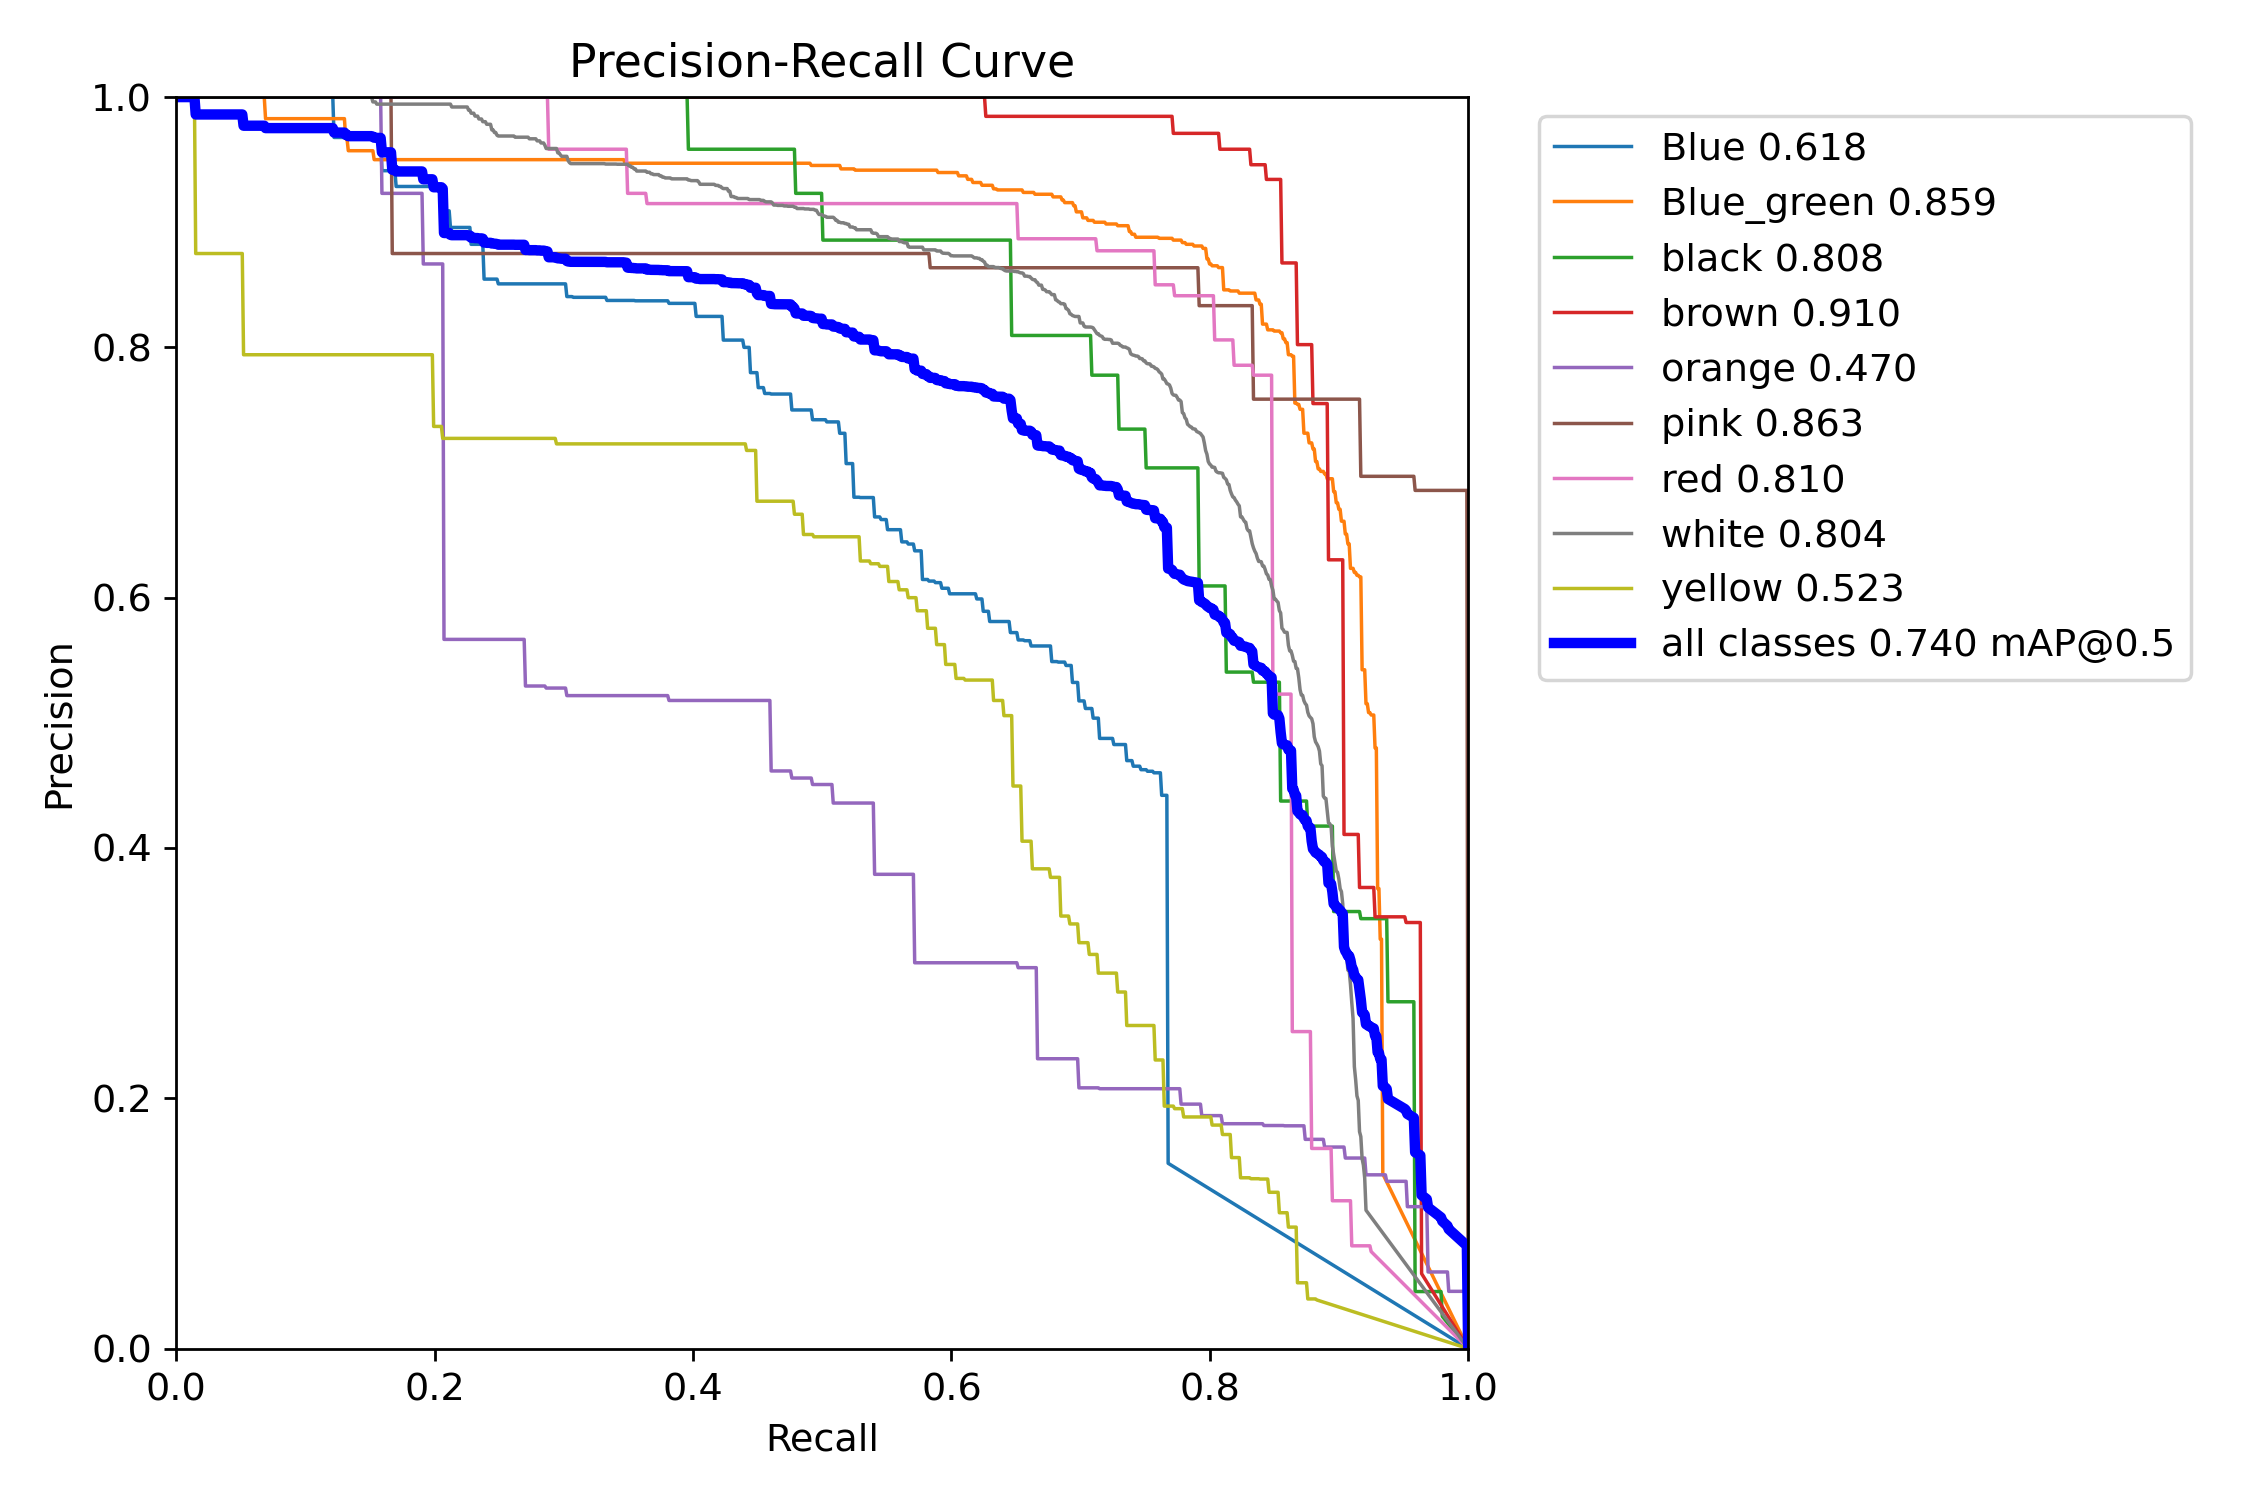 Precision-Recall Curve
1.0
0.8
0.6
0.4
0.2
0.0
Precision
0.0 0.2 0.4 0.6 0.8 1.0
Recall
Blue 0.618
Blue_green 0.859
black 0.808
brown 0.910
orange 0.470
pink 0.863
red 0.810
white 0.804
yellow 0.523
all classes 0.740 mAP@0.5